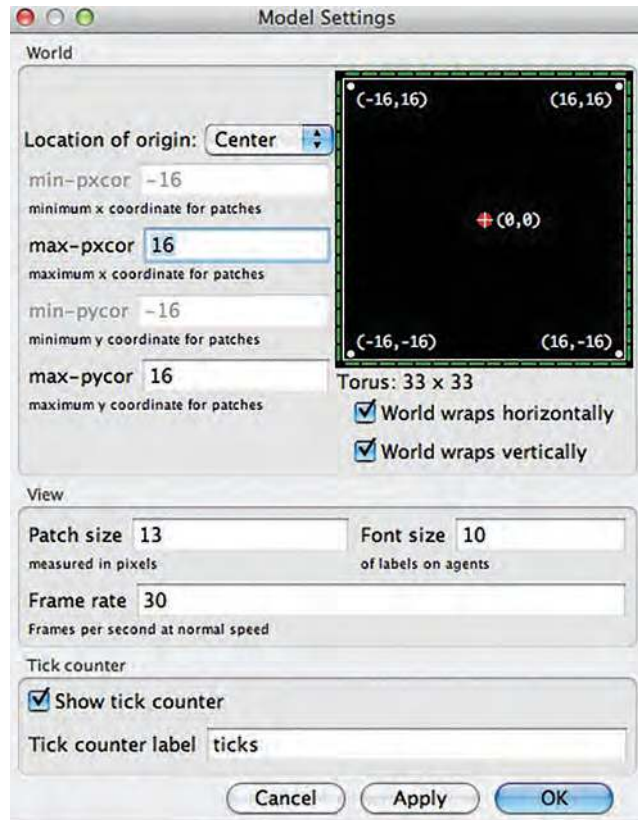 Model Settings
World
(-16,16) (16,16)
Location of origin: Center
min-pxcor -16
minimum x coordinate for patches
(0,0)
max-pxcor 16
maximum x coordinate for patches
min-pycor -16
minimum y coordinate for patches
(-16,-16) (16,-16)
max-pycor 16
maximum y coordinate for patches
Torus: 33 x 33
World wraps horizontally
World wraps vertically
View
Patch size 13 Font size 10
measured in pixels of labels on agents
Frame rate 30
Frames per second at normal speed
Tick counter
Show tick counter
Tick counter label ticks
Cancel Apply OK